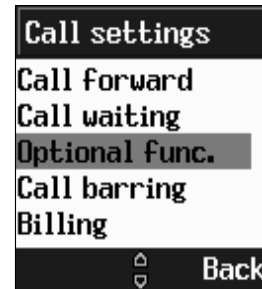 Call settings
Call forward
Call waiting
Optional func.
Call barring
Billing
Back